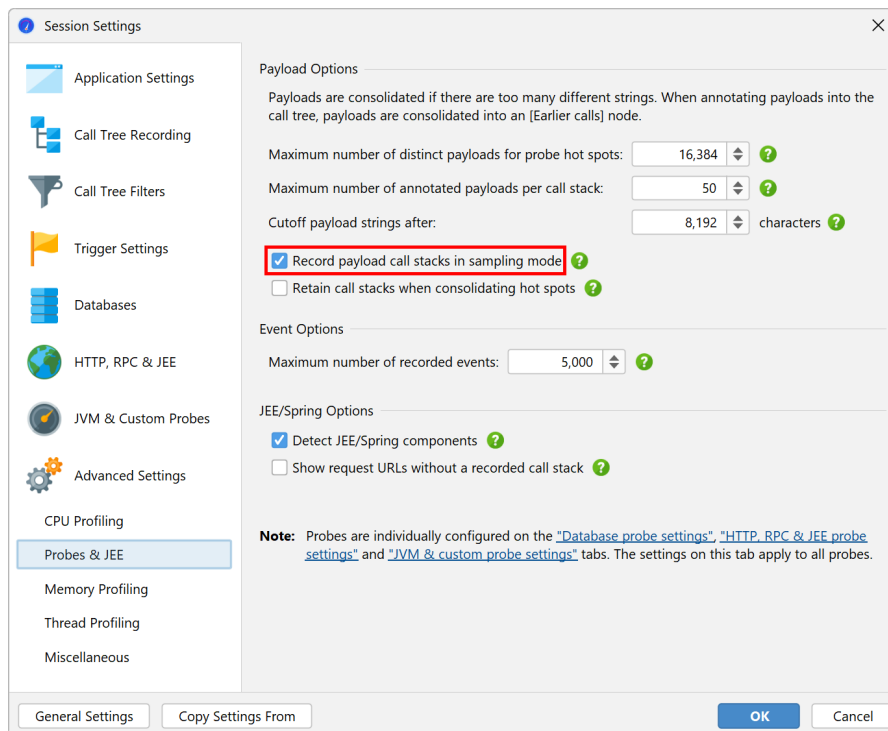 Session Settings
Application Settings
Call Tree Recording
Call Tree Filters
Trigger Settings
Databases
HTTP, RPC & JEE
JVM & Custom Probes
Advanced Settings
CPU Profiling
Probes & JEE
Memory Profiling
Thread Profiling
Miscellaneous
Payload Options
Payloads are consolidated if there are too many different strings. When annotating payloads into the
call tree, payloads are consolidated into an [Earlier calls] node.
Maximum number of distinct payloads for probe hot spots: 16,384 ?
Maximum number of annotated payloads per call stack: 50 ?
Cutoff payload strings after: 8,192 characters ?
Record payload call stacks in sampling mode ?
Retain call stacks when consolidating hot spots ?
Event Options
Maximum number of recorded events: 5,000 ?
JEE/Spring Options
Detect JEE/Spring components ?
Show request URLs without a recorded call stack ?
Note: Probes are individually configured on the "Database probe settings", "HTTP, RPC & JEE probe
settings" and "JVM & custom probe settings" tabs. The settings on this tab apply to all probes.
General Settings Copy Settings From OK Cancel